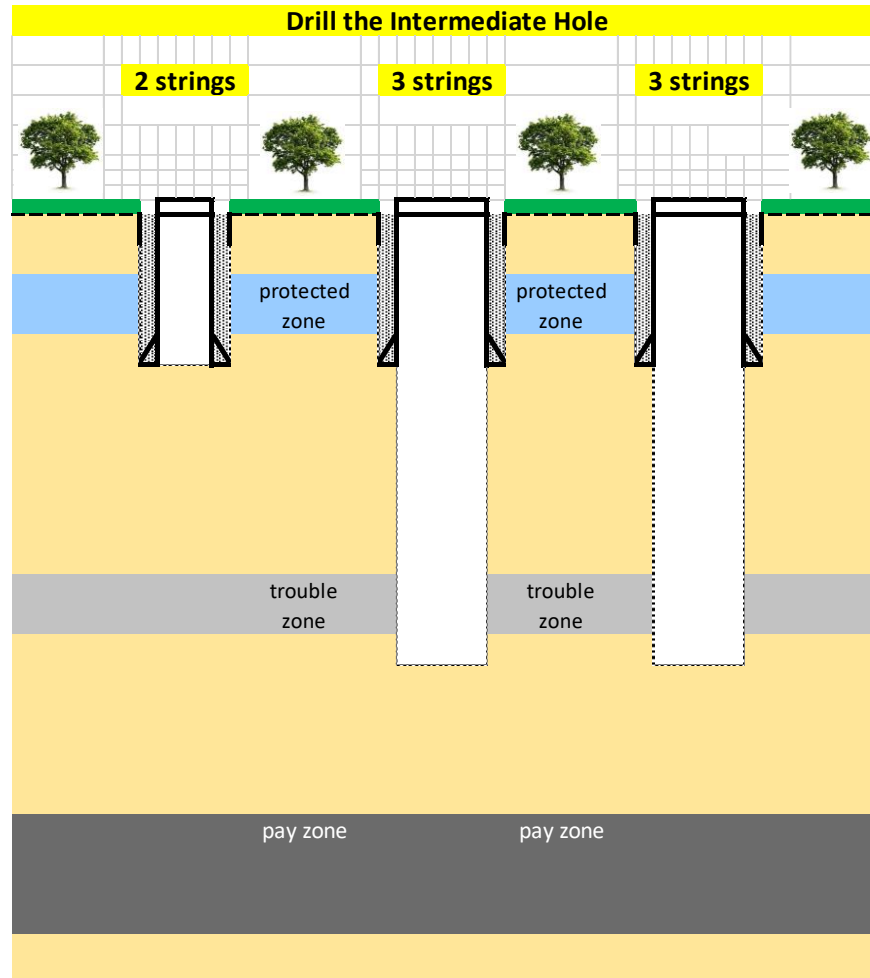 Drill the Intermediate Hole
2 strings
3 strings
3 strings
protected
zone
protected
zone
trouble
zone
trouble
zone
pay zone
pay zone